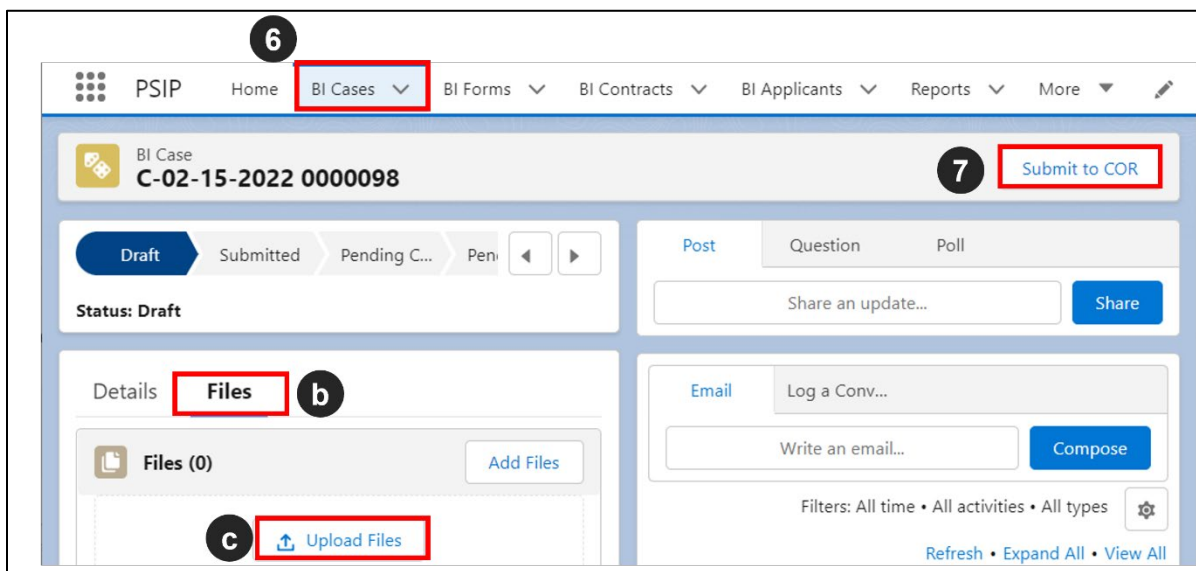 6
PSIP Home BI Cases BI Forms BI Contracts BI Applicants Reports More
BI Case
C-02-15-2022 0000098
7
Submit to COR
Draft Submitted Pending C... Pen
Status: Draft
Post Question Poll
Share an update... Share
Details Files b
Files (0) Add Files
c Upload Files
Email Log a Conv...
Write an email... Compose
Filters: All time • All activities • All types
Refresh • Expand All • View All